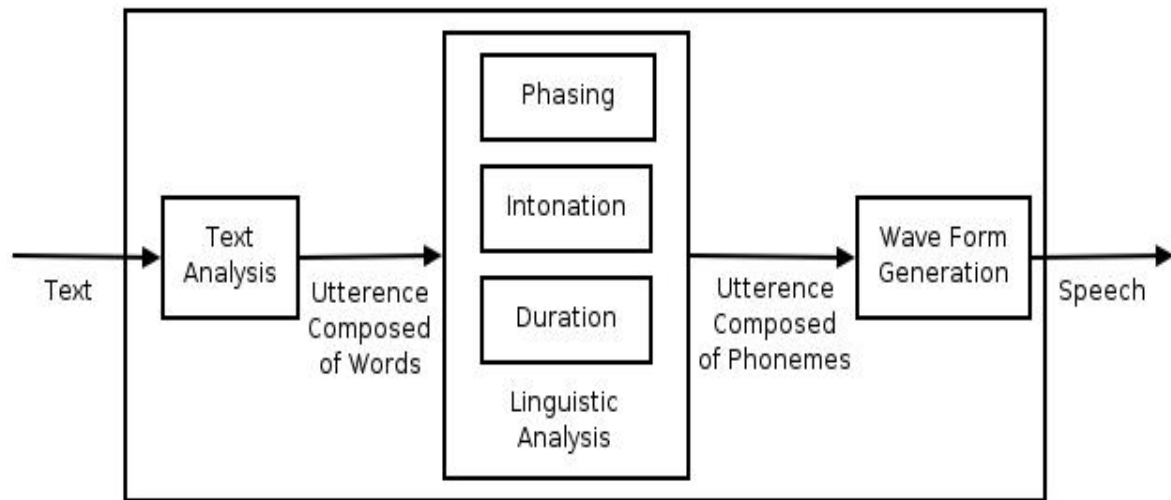 Phasing
Intonation
Duration
Linguistic
Analysis
Text
Analysis
Text
Utterence
Composed
of Words
Utterence
Composed
of Phonemes
Wave Form
Generation
Speech